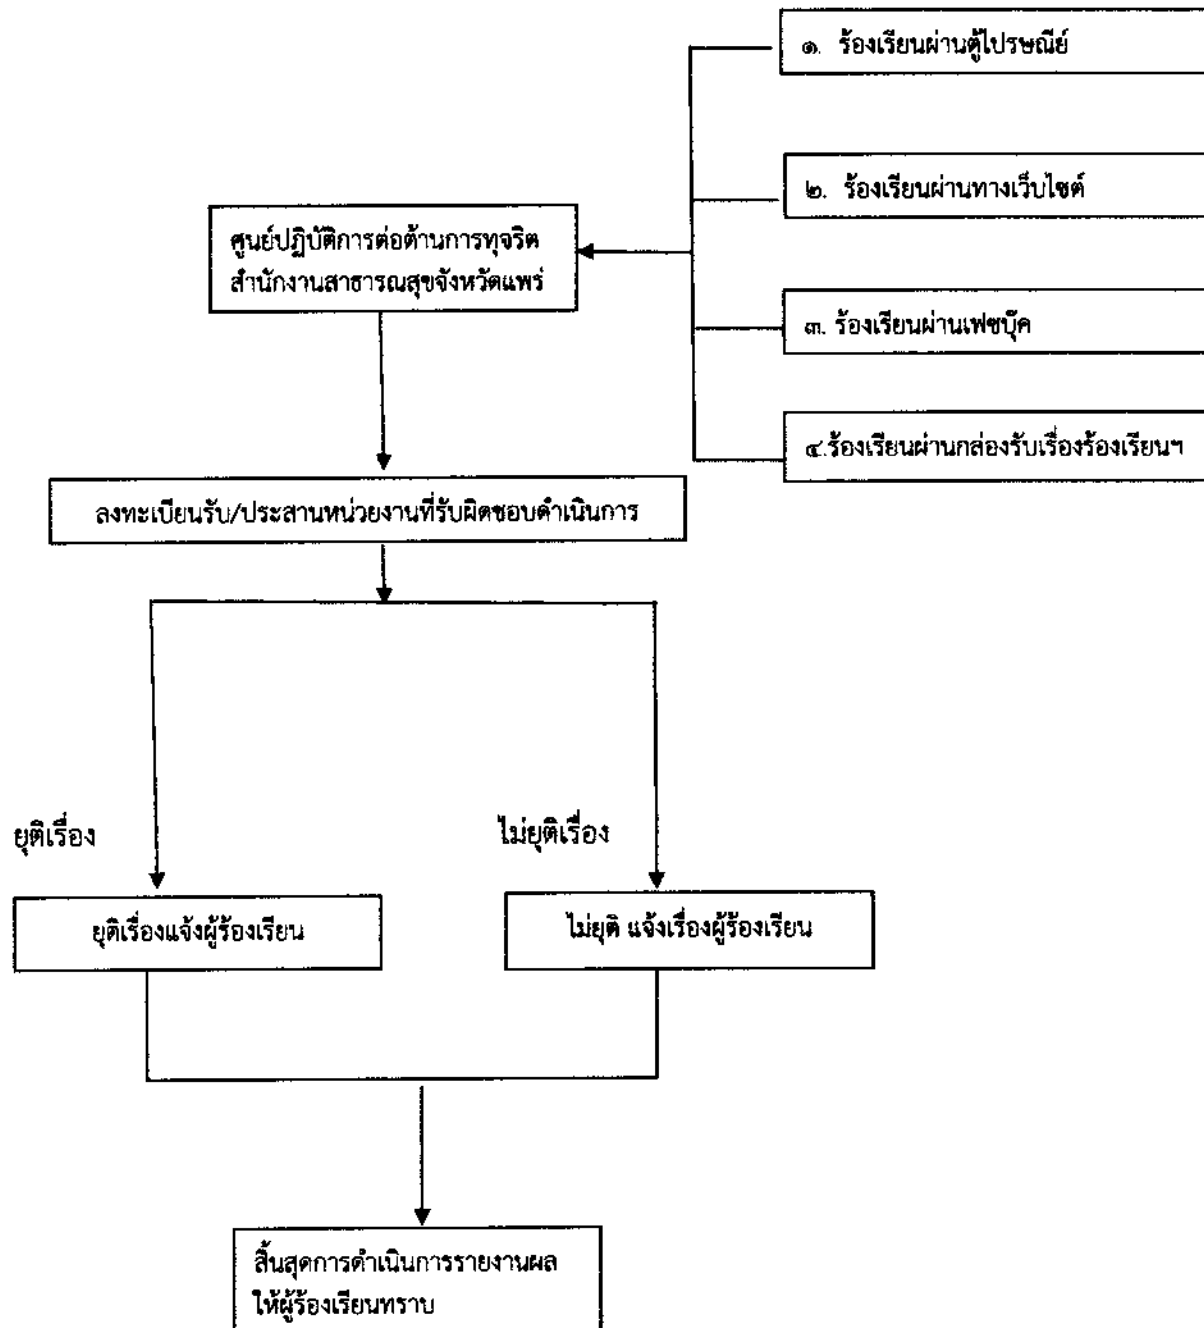 ๑. ร้องเรียนผ่านตู้ไปรษณีย์
๒. ร้องเรียนผ่านทางเว็บไซต์
ศูนย์ปฏิบัติการต่อต้านการทุจริต
สำนักงานสาธารณสุขจังหวัดแพร่
๓. ร้องเรียนผ่านเฟซบุ๊ค
๔.ร้องเรียนผ่านกล่องรับเรื่องร้องเรียนฯ
ลงทะเบียนรับ/ประสานหน่วยงานที่รับผิดชอบดำเนินการ
ยุติเรื่อง
ไม่ยุติเรื่อง
ยุติเรื่องแจ้งผู้ร้องเรียน
ไม่ยุติ แจ้งเรื่องผู้ร้องเรียน
สิ้นสุดการดำเนินการรายงานผล
ให้ผู้ร้องเรียนทราบ